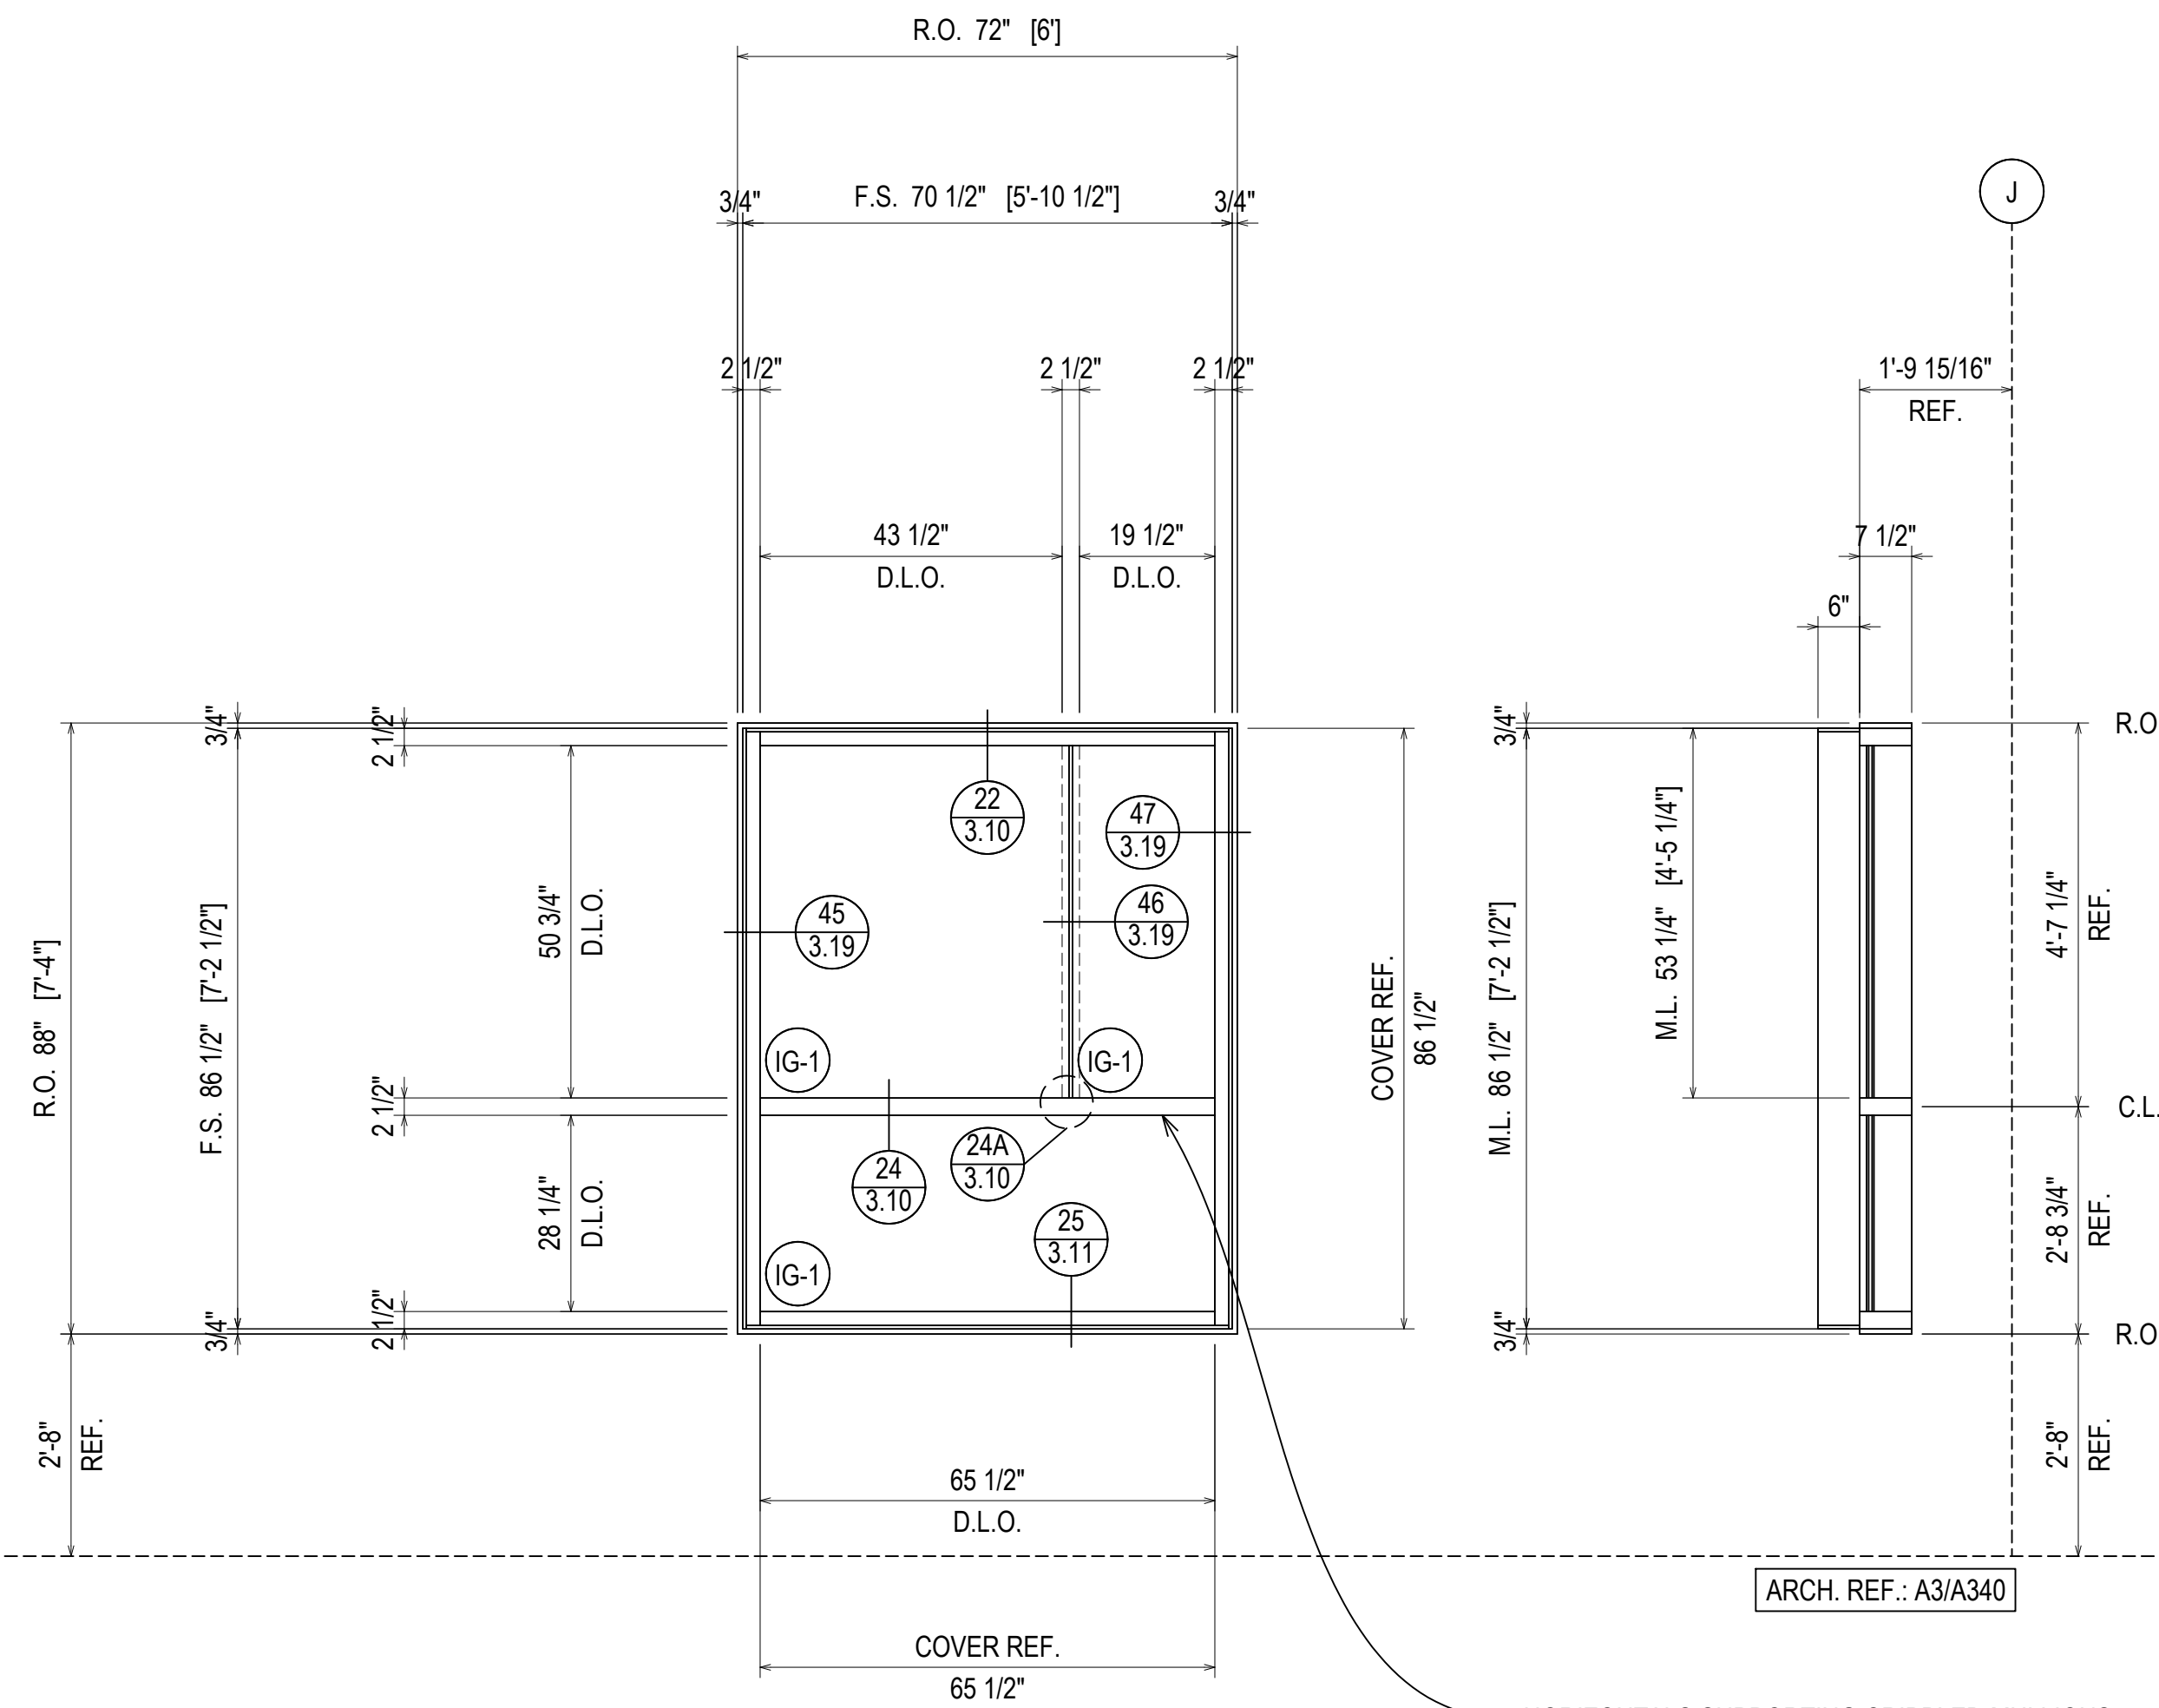 R.O. 72" [6']
3/4"
F.S. 70 1/2" [5'-10 1/2"]
3/4"
J
2 1/2"
2 1/2"
2 1/2"
1'-9 15/16"
REF.
43 1/2"
D.L.O.
19 1/2"
D.L.O.
7 1/2"
6"
R.O. 88" [7'-4"]
3/4"
F.S. 86 1/2" [7'-2 1/2"]
3/4"
2 1/2"
2 1/2"
2 1/2"
50 3/4"
D.L.O.
28 1/4"
D.L.O.
2'-8"
REF.
22
3.10
47
3.19
45
3.19
46
3.19
IG-1
IG-1
24
3.10
24A
3.10
25
3.11
IG-1
COVER REF.
86 1/2"
3/4"
M.L. 86 1/2" [7'-2 1/2"]
3/4"
M.L. 53 1/4" [4'-5 1/4"]
R.O
4'-7 1/4"
REF.
C.L.
2'-8 3/4"
REF.
R.O
2'-8"
REF.
65 1/2"
D.L.O.
ARCH. REF.: A3/A340
COVER REF.
65 1/2"